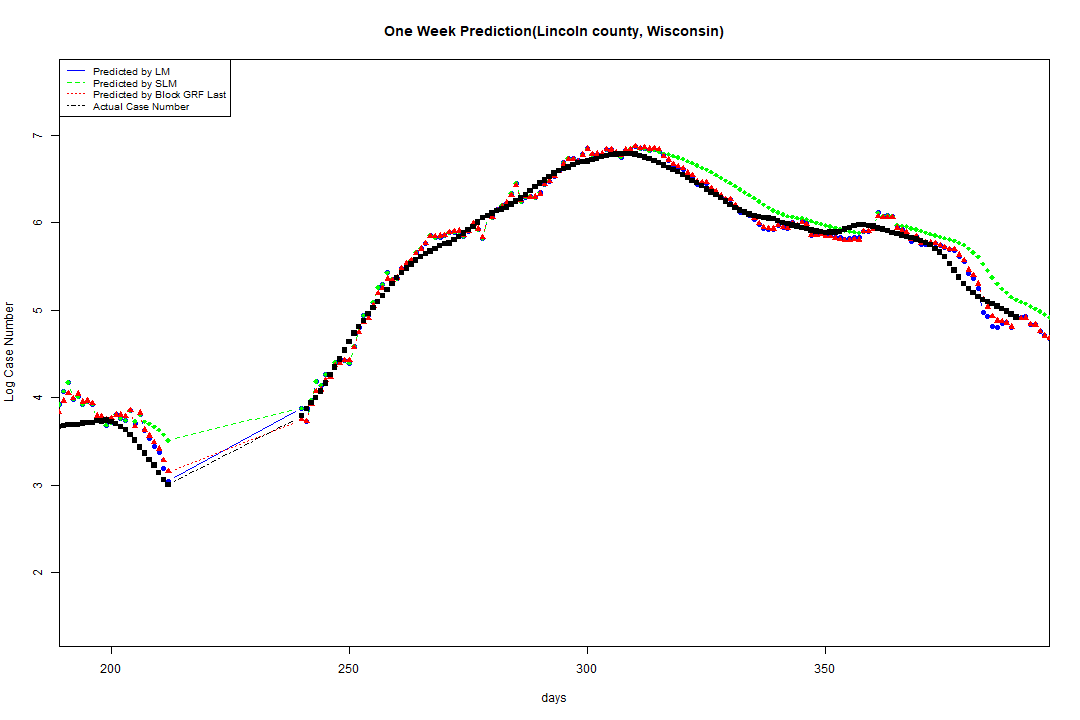 One Week Prediction(Lincoln county, Wisconsin)
Predicted by LM
Predicted by SLM
Predicted by Block GRF Last
Actual Case Number
7
6
5
4
3
2
Log Case Number
200
250
300
350
days